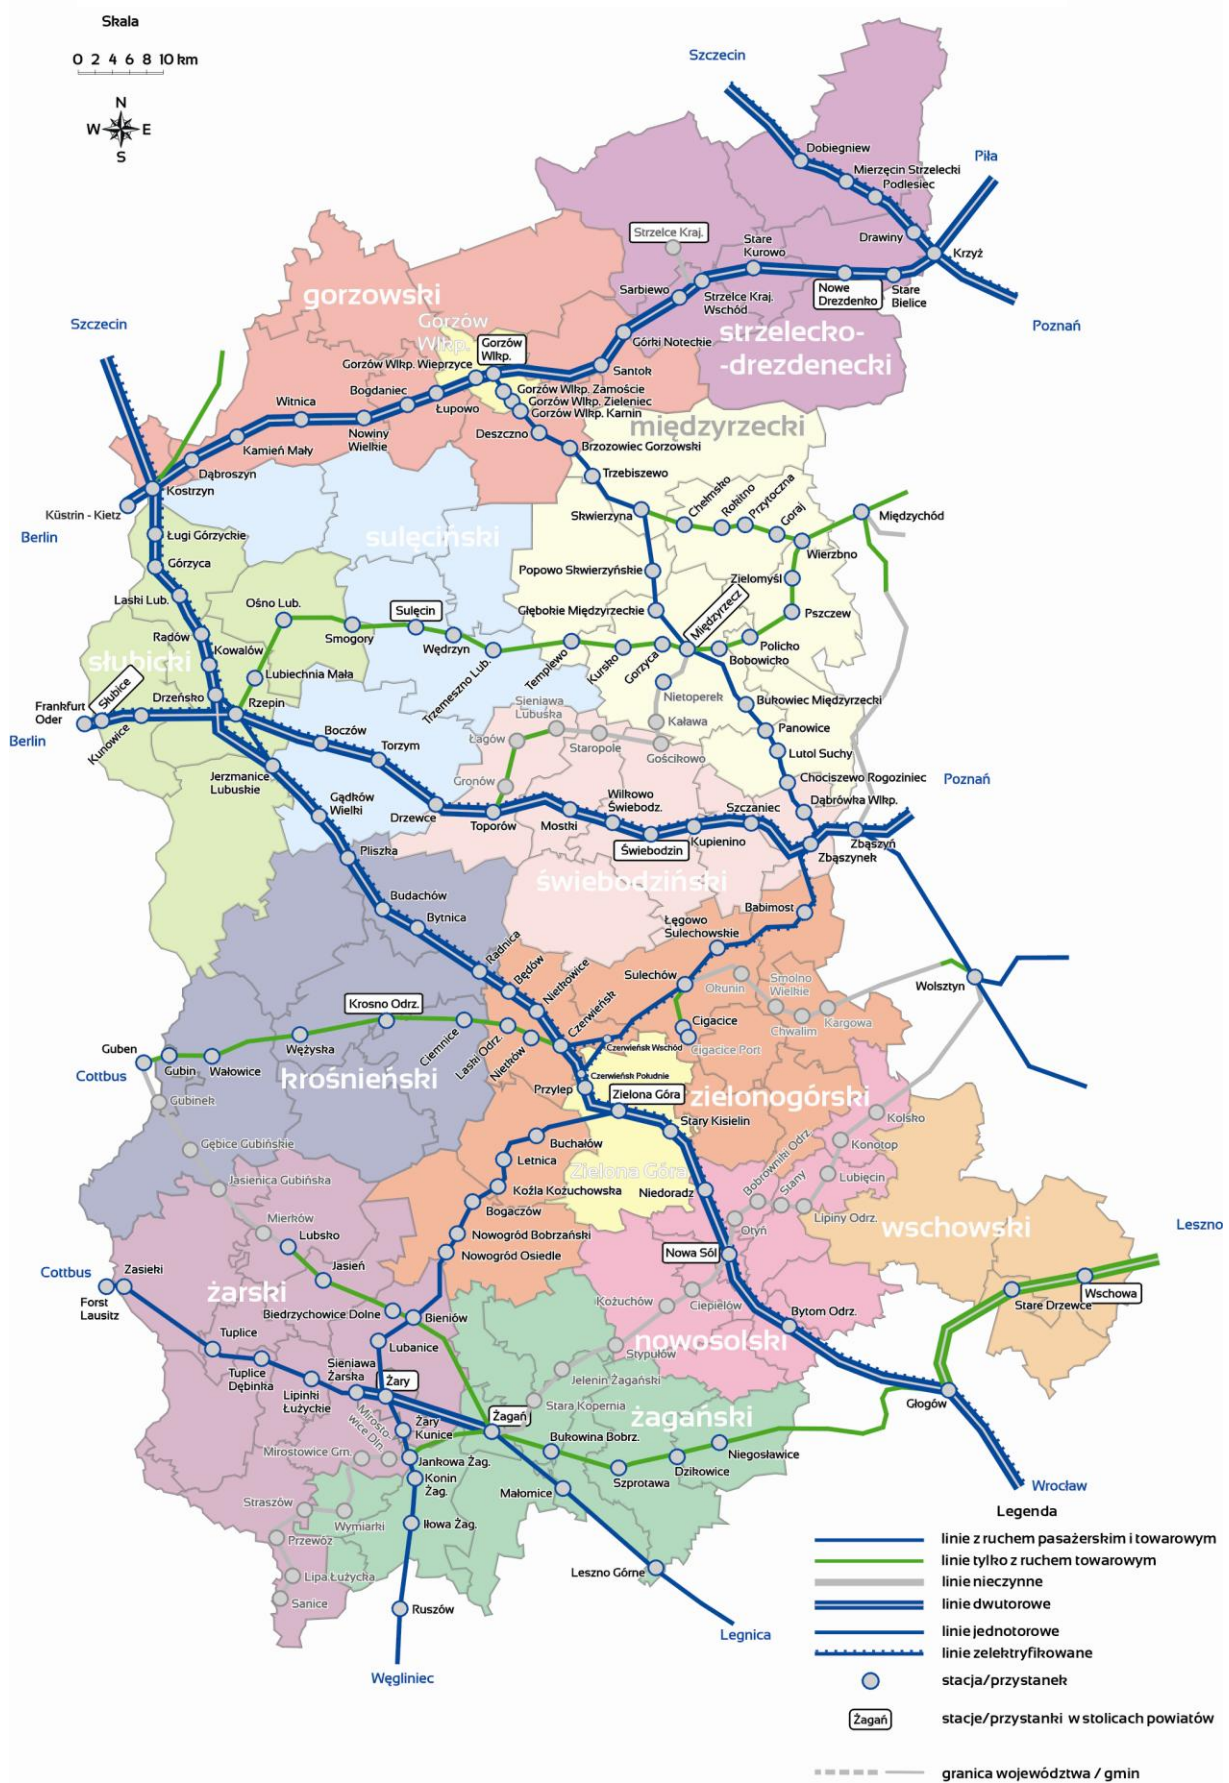 Skala
0 2 4 6 8 10 km
N
W E
S
Szczecin
Dobiegniew
Mierzęcin Strzelecki
Podlesiec
Piła
Drawiny
Krzyż
Strzelce Kraj.
Stare
Kurowo
Sarbiewo
Strzelce Kraj.
Wschód
Nowe
Drezdenko
Stare
Bielice
Poznań
gorzowski
Szczecin
Gorzów
Wlkp.
Gorzów
Wlkp.
strzelecko-
-drezdenecki
Górki Noteckie
Santok
Gorzów Wlkp. Wieprzyce
Bogdaniec
Gorzów Wlkp. Zamoście
Gorzów Wlkp. Zieleniec
Gorzów Wlkp. Karnin
Witnica
Łupowo
Nowiny
Wielkie
Deszczno
międzyrzecki
Kamień Mały
Brzozowiec Gorzowski
Dąbroszyn
Trzebiszewo
Kostrzyn
Küstrin - Kietz
Berlin
Skwierzyna
Chełmsko
Rokitno
Przytoczna
Goraj
Międzychód
Wierzbno
Ługi Górzyckie
sulęciński
Górzyca
Popowo Skwierzyńskie
Zielomyśl
Laski Lub.
Ośno Lub.
Sulęcin
Głębokie Międzyrzeckie
Międzyrzecz
Pszczew
Radów
Smogory
Wędrzyn
Policko
Kowalów
słubicki
Trzemeszno Lub.
Templewo
Kursko
Gorzyca
Bobowicko
Lubiechnia Mała
Słubice
Drzeńsko
Rzepin
Nietoperek
Bukowiec Międzyrzecki
Frankfurt
Oder
Berlin
Kunowice
Sieniawa
Lubuska
Kaława
Panowice
Boczów
Torzym
Łagów
Staropole
Gościkowo
Lutol Suchy
Jerzmanice
Lubuskie
Gronów
Chociszewo Rogoziniec
Poznań
Gądków
Wielki
Drzewce
Toporów
Mostki
Wilkowo
Świebodz.
Szczaniec
Dąbrówka Wlkp.
Świebodzin
Kupienino
Zbąszyń
Zbąszynek
Pliszka
świebodziński
Budachów
Bytnica
Babimost
Łęgowo
Sulechowskie
Radnica
Będów
Nietkowice
Sulechów
Okunin
Smolno
Wielkie
Wolsztyn
Krosno Odrz.
Czerwieńsk
Cigacice
Chwalim
Kargowa
Wężyska
Ciemnice
Laski Odrz.
Nietków
Czerwieńsk Wschód
Cigacice Port
Guben
Gubin
Wałowice
Cottbus
krośnieński
Czerwieńsk Południe
Przylep
Zielona Góra
zielonogórski
Gubinek
Stary Kisielin
Kolsko
Gębice Gubińskie
Buchałów
Konotop
Letnica
Zielona Góra
Bobrowniki Odrz.
Stany
Lubięcin
Jasienica Gubińska
Koźla Kożuchowska
Niedoradz
Mierków
Bogaczów
Otyń
Lipiny Odrz.
wschowski
Leszno
Lubsko
Nowogród Bobrzański
Nowogród Osiedle
Nowa Sól
Cottbus
Zasieki
Jasień
Forst
Lausitz
żarski
Wschowa
Stare Drzewce
Biedrzychowice Dolne
Bieniów
Kożuchów
Ciepielów
Bytom Odrz.
Tuplice
Lubanice
nowosolski
Stypułów
Tuplice
Dębinka
Sieniawa
Żarska
Lipinki
Łużyckie
Żary
Jelenin Żagański
Stara Kopernia
Głogów
Mirosto-
wice Dln.
Żary
Kunice
Żagań
żagański
Bukowina Bobrz.
Niegosławice
Mirostowice Grn.
Jankowa Żag.
Szprotawa
Dzikowice
Konin
Żag.
Małomice
Wrocław
Straszów
Wymiarki
Iłowa Żag.
Przewóz
Lipa Łużycka
Leszno Górne
Sanice
Ruszów
Legnica
Węgliniec
Legenda
linie z ruchem pasażerskim i towarowym
linie tylko z ruchem towarowym
linie nieczynne
linie dwutorowe
linie jednotorowe
linie zelektryfikowane
stacja/przystanek
Żagań
stacje/przystanki w stolicach powiatów
granica województwa / gmin